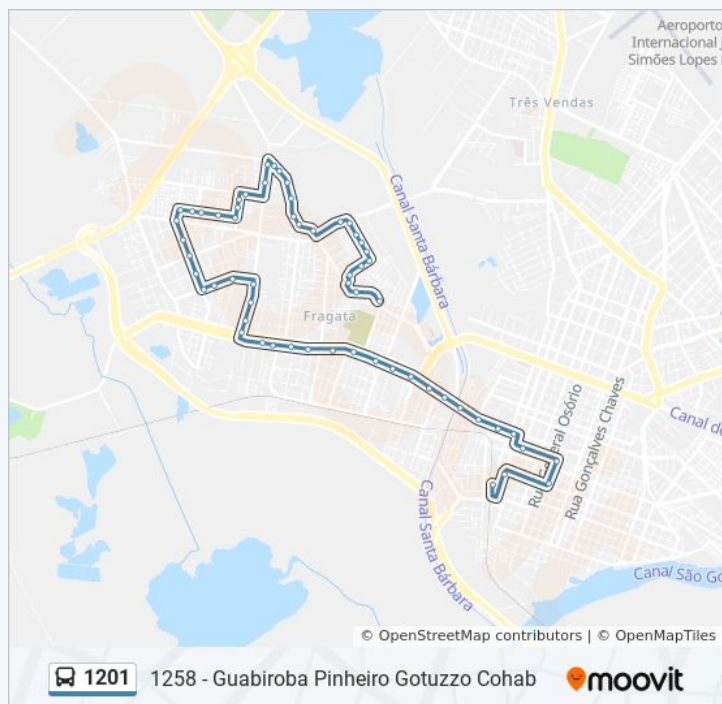 Aeroporto
Internacional J
Simões Lopes
Três Vendas
Canal Santa Bárbara
Fragata
Rua General Osório
Rua Gonçalves Chaves
Canal do
Canal Santa Bárbara
Canal São Go
© OpenStreetMap contributors | © OpenMapTiles
1201 1258 - Guabiroba Pinheiro Gotuzzo Cohab moovit